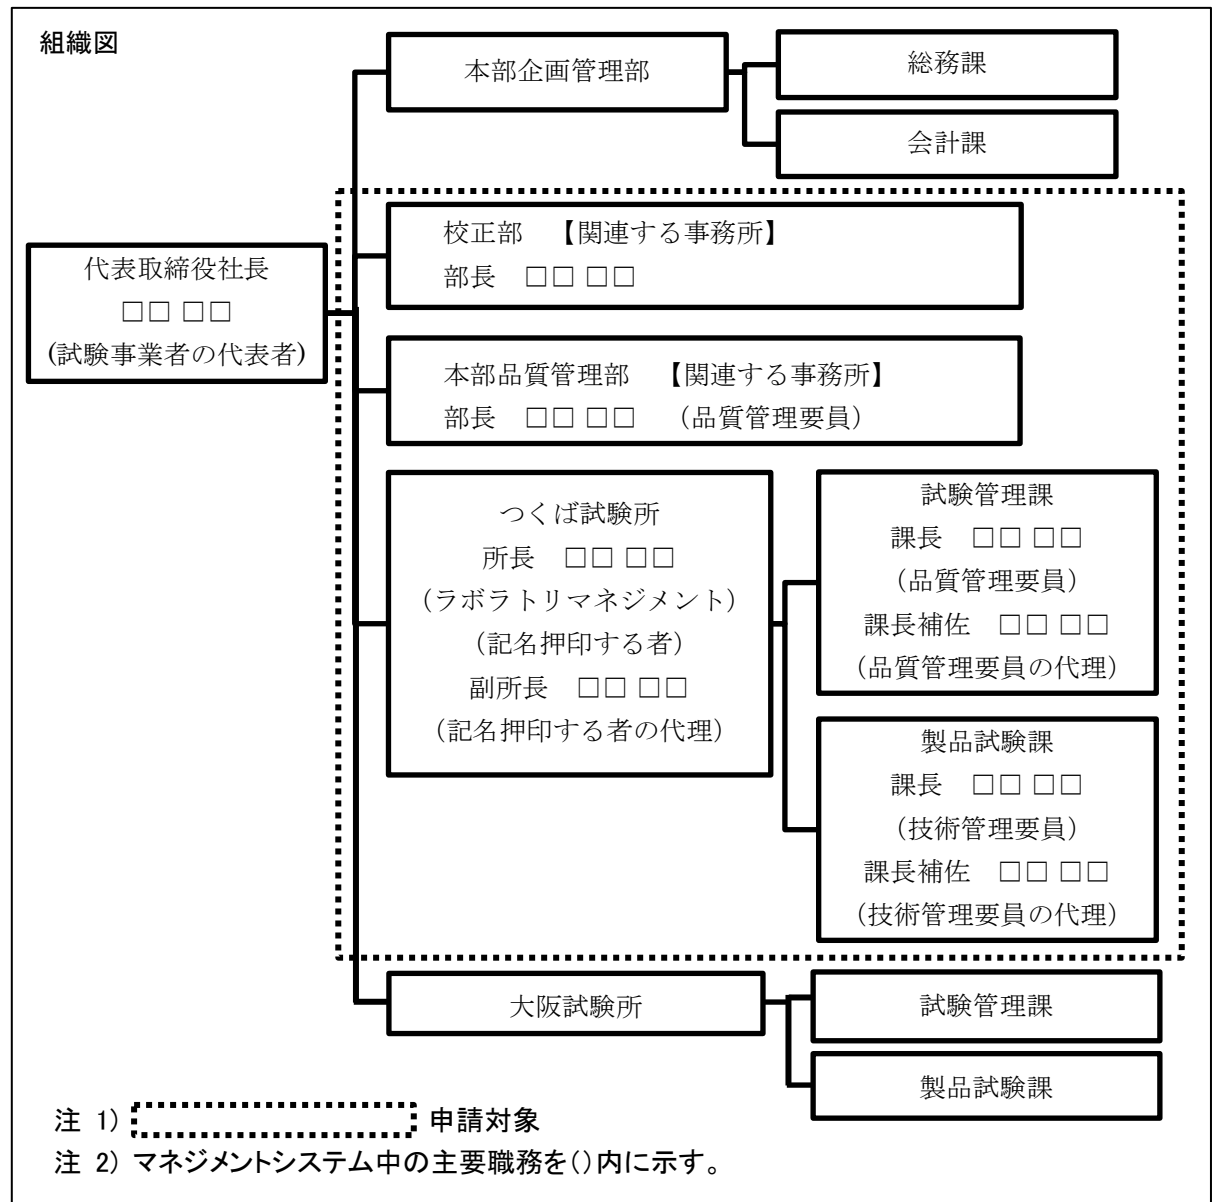 組織図
本部企画管理部
総務課
会計課
代表取締役社長
□□ □□
(試験事業者の代表者)
校正部 【関連する事務所】
部長 □□ □□
本部品質管理部 【関連する事務所】
部長 □□ □□ (品質管理要員)
つくば試験所
所長 □□ □□
(ラボラトリマネジメント)
(記名押印する者)
副所長 □□ □□
(記名押印する者の代理)
試験管理課
課長 □□ □□
(品質管理要員)
課長補佐 □□ □□
(品質管理要員の代理)
製品試験課
課長 □□ □□
(技術管理要員)
課長補佐 □□ □□
(技術管理要員の代理)
大阪試験所
試験管理課
製品試験課
注 1) 申請対象
注 2) マネジメントシステム中の主要職務を()内に示す。